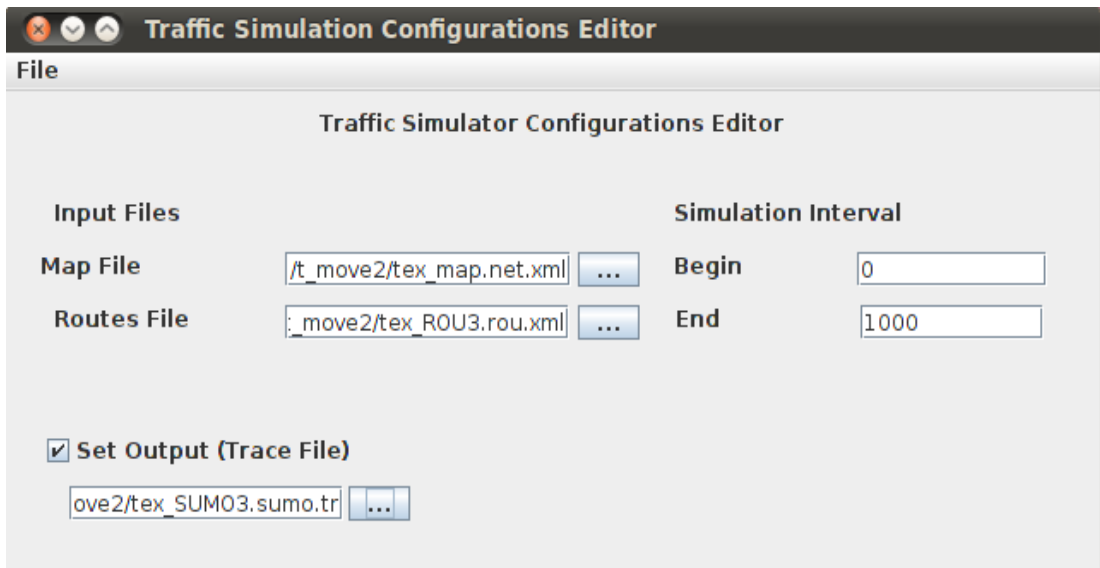 Traffic Simulation Configurations Editor
File
Traffic Simulator Configurations Editor
Input Files
Simulation Interval
Map File /t_move2/tex_map.net.xml ... Begin 0
Routes File :_move2/tex_ROU3.rou.xml ... End 1000
Set Output (Trace File)
ove2/tex_SUMO3.sumo.tr ...